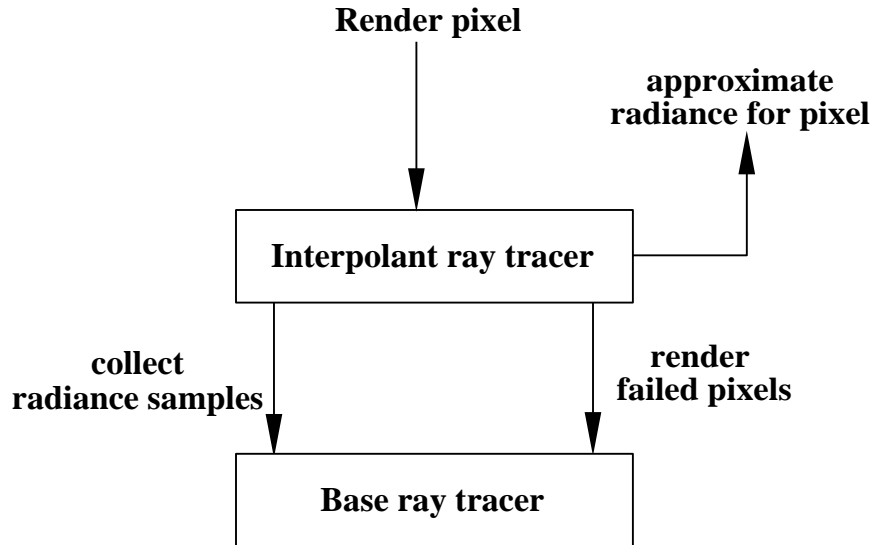 Render pixel
approximate
radiance for pixel
Interpolant ray tracer
collect
radiance samples
render
failed pixels
Base ray tracer